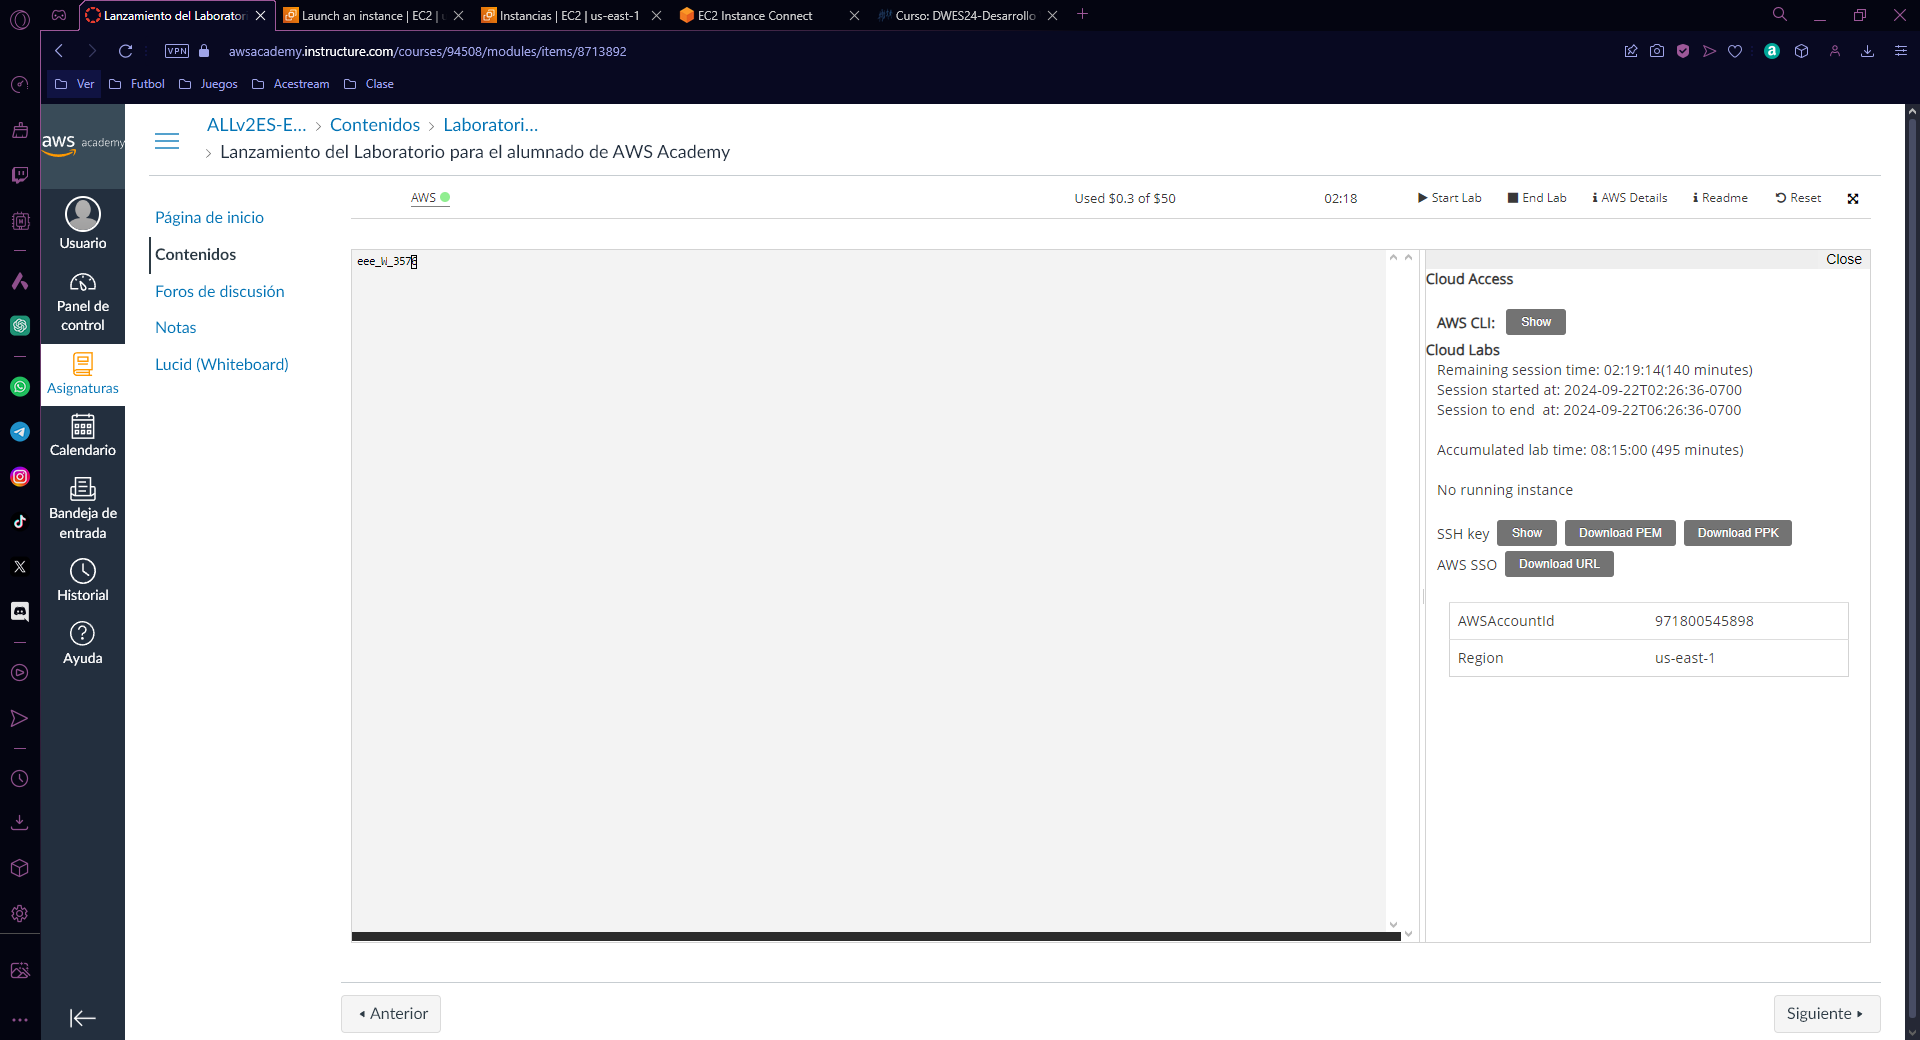 Lanzamiento del Laborator
Launch an instance | EC2 | u
Instancias | EC2 | us-east-1
EC2 Instance Connect
Curso: DWES24-Desarrollo
VPN
awsacademy.instructure.com/courses/94508/modules/items/8713892
Ver
Futbol
Juegos
Acestream
Clase
aws academy
Usuario
Panel de
control
Asignaturas
Calendario
Bandeja de
entrada
Historial
Ayuda
ALLv2ES-E... > Contenidos > Laboratori...
> Lanzamiento del Laboratorio para el alumnado de AWS Academy
Página de inicio
Contenidos
Foros de discusión
Notas
Lucid (Whiteboard)
AWS
Used $0.3 of $50
02:18
Start Lab
End Lab
AWS Details
Readme
Reset
eee_W_357
Close
Cloud Access
AWS CLI: Show
Cloud Labs
Remaining session time: 02:19:14(140 minutes)
Session started at: 2024-09-22T02:26:36-0700
Session to end at: 2024-09-22T06:26:36-0700
Accumulated lab time: 08:15:00 (495 minutes)
No running instance
SSH key Show Download PEM Download PPK
AWS SSO Download URL
AWSAccountId 971800545898
Region us-east-1
Anterior
Siguiente